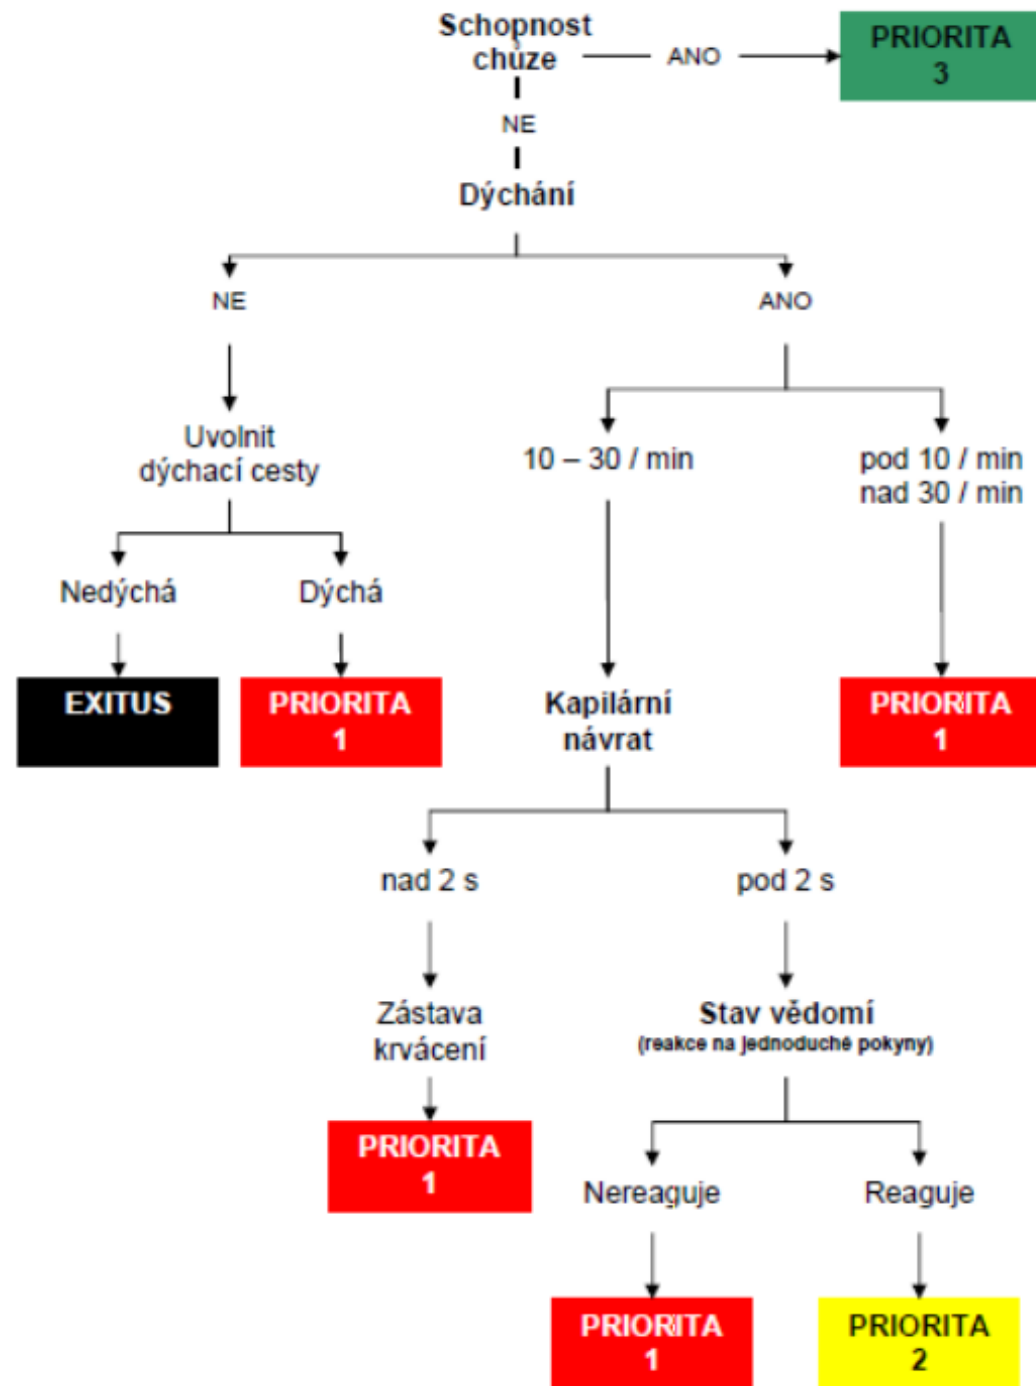 Schopnost
chůze
ANO
PRIORITA
3
NE
Dýchání
NE
ANO
Uvolnit
dýchací cesty
10 – 30 / min
pod 10 / min
nad 30 / min
Nedýchá
Dýchá
EXITUS
PRIORITA
1
Kapilární
návrat
PRIORITA
1
nad 2 s
pod 2 s
Zástava
krvácení
Stav vědomí
(reakce na jednoduché pokyny)
PRIORITA
1
Nereaguje
Reaguje
PRIORITA
1
PRIORITA
2